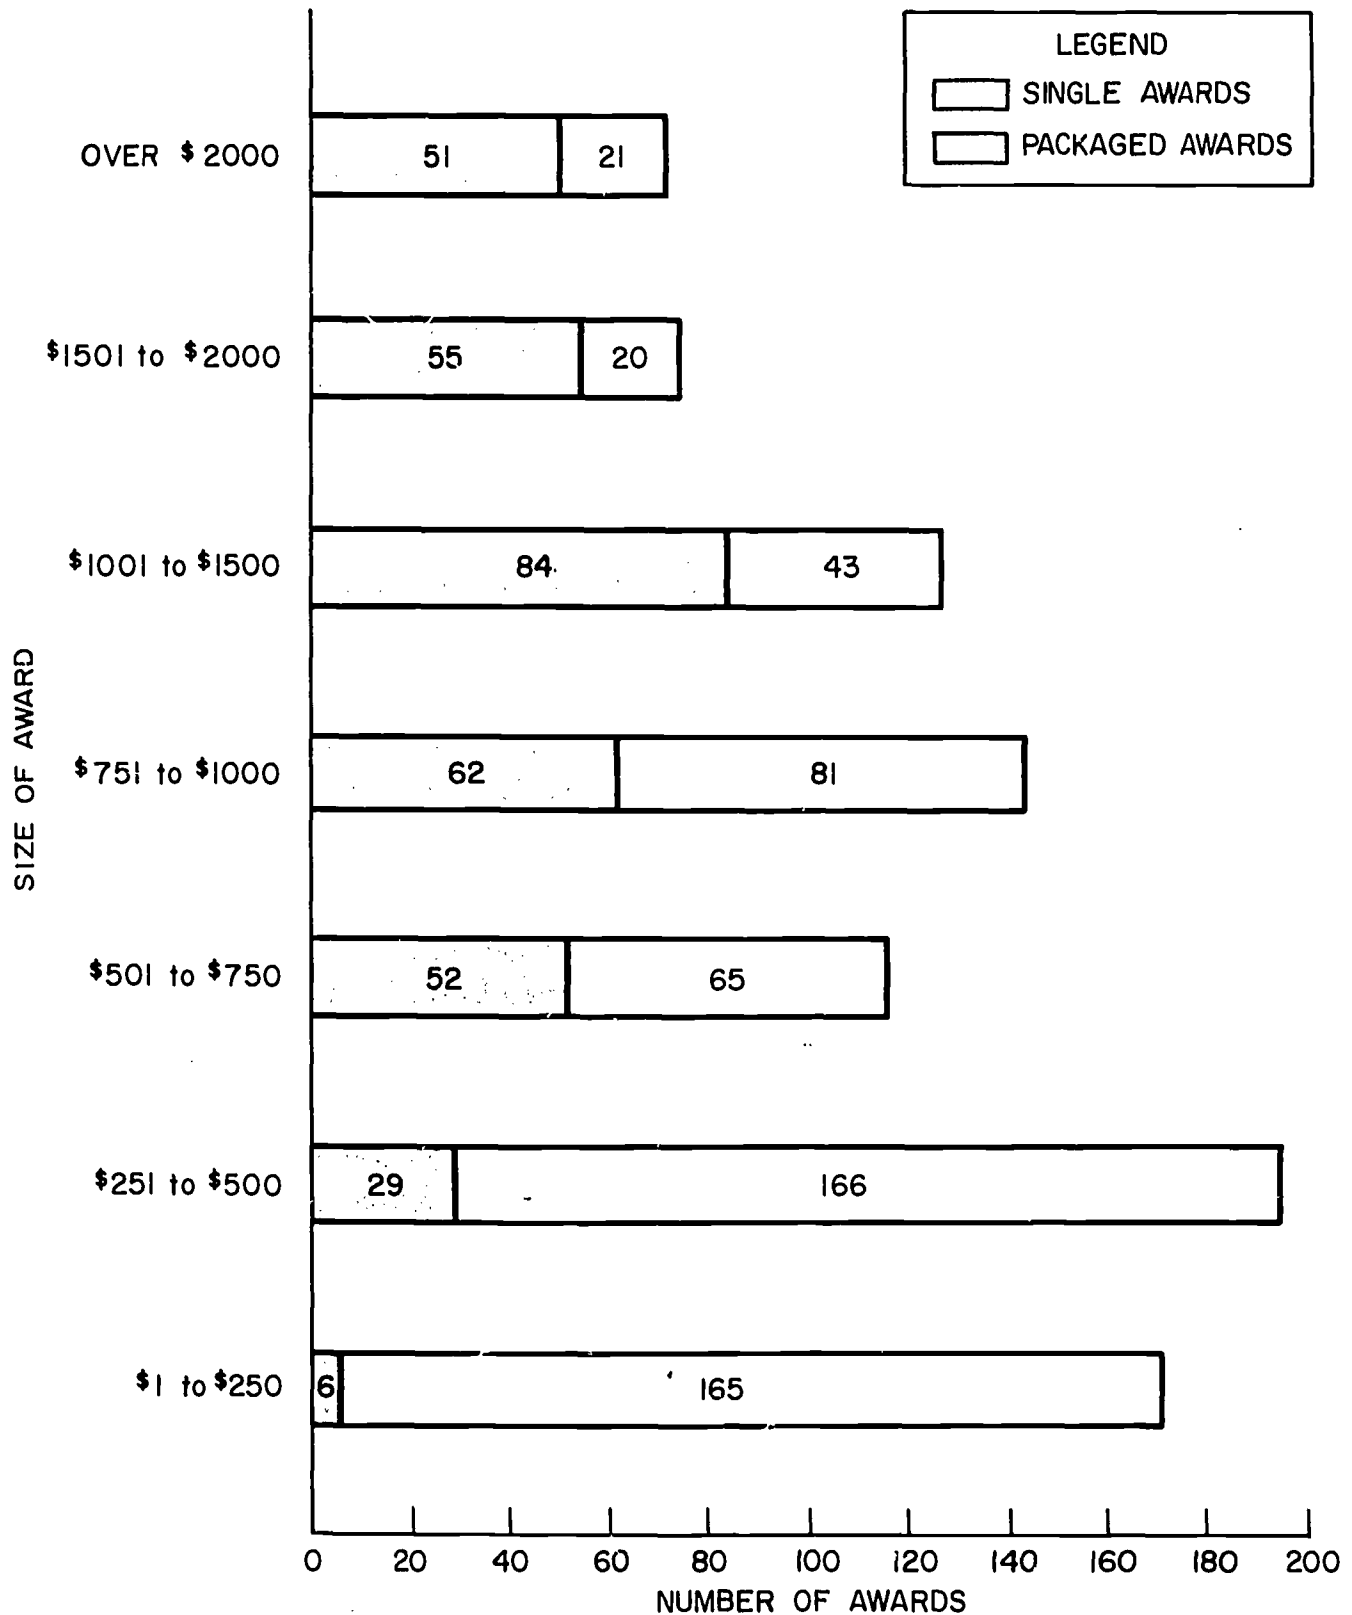 LEGEND
SINGLE AWARDS
PACKAGED AWARDS
OVER $2000 51 21
$1501 to $2000 55 20
$1001 to $1500 84 43
$751 to $1000 62 81
$501 to $750 52 65
$251 to $500 29 166
$1 to $250 6 165
SIZE OF AWARD
0 20 40 60 80 100 120 140 160 180 200
NUMBER OF AWARDS